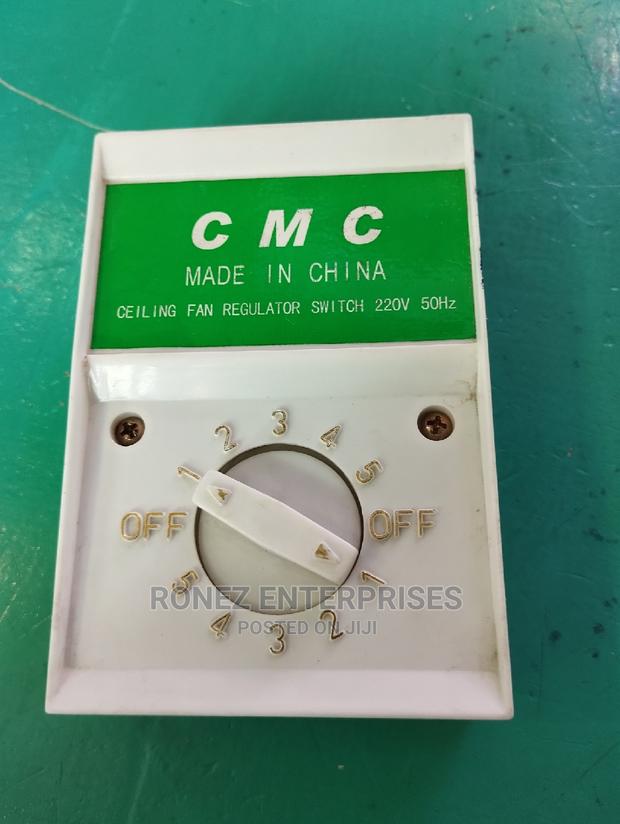 CMC
MADE IN CHINA
CEILING FAN REGULATOR SWITCH 220V 50Hz
1 2 3 4 5
OFF OFF
5 4 3 2 1
RONEZ ENTERPRISES
POSTED ON JIJI